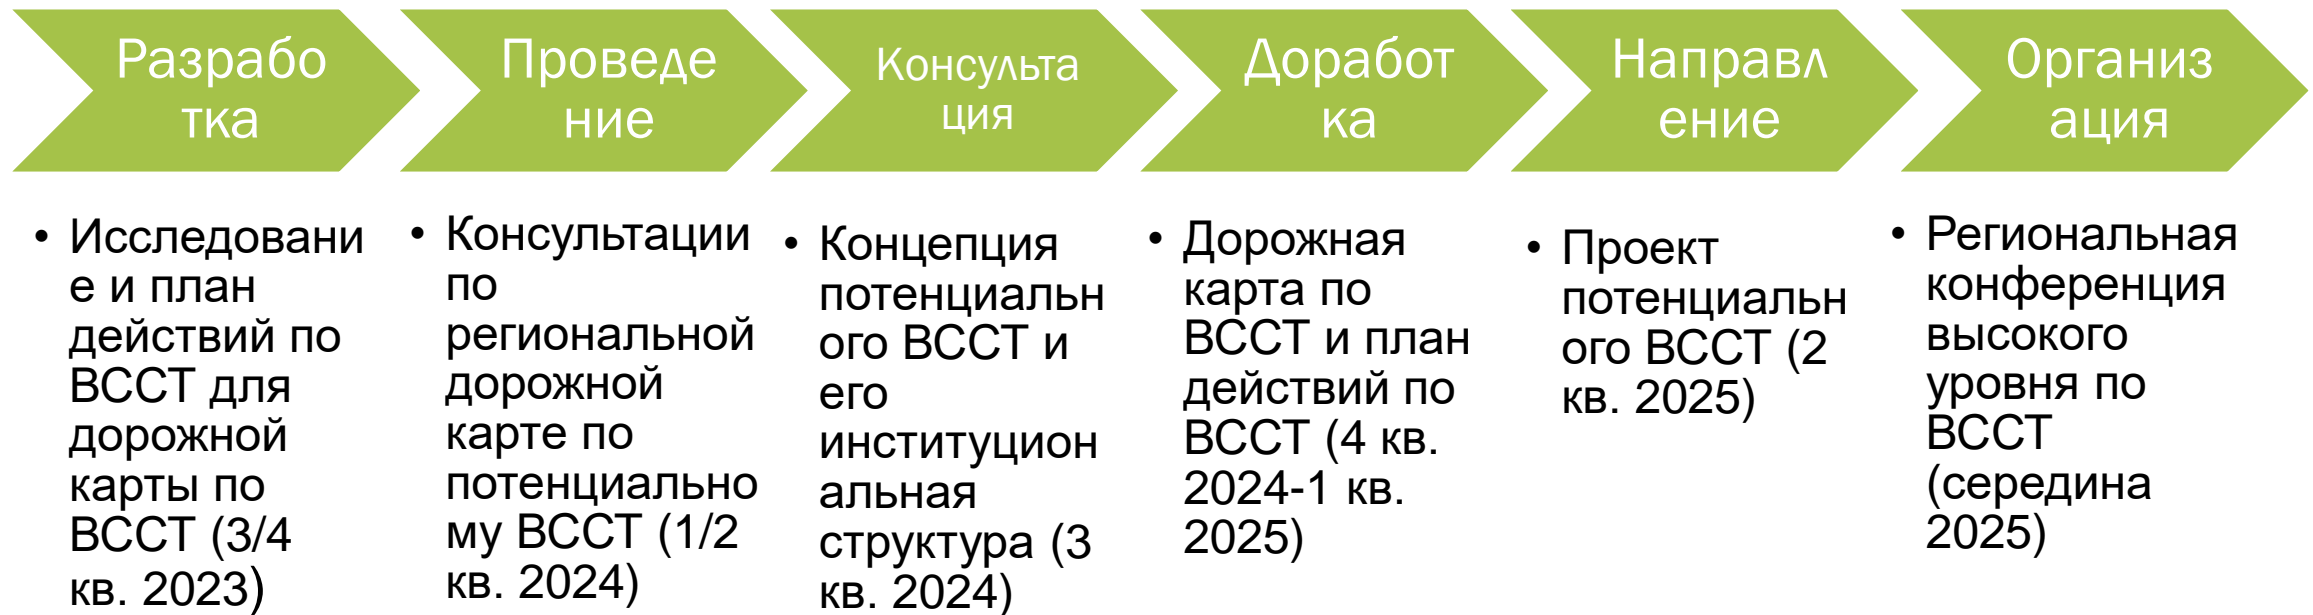 Разрабо
тка
Проведе
ние
Консульта
ция
Доработ
ка
Направл
ение
Организ
ация
• Исследовани
е и план
действий по
ВССТ для
дорожной
карты по
ВССТ (3/4
кв. 2023)
• Консультации
по
региональной
дорожной
карте по
потенциально
му ВССТ (1/2
кв. 2024)
• Концепция
потенциальн
ого ВССТ и
его
институцион
альная
структура (3
кв. 2024)
• Дорожная
карта по
ВССТ и план
действий по
ВССТ (4 кв.
2024-1 кв.
2025)
• Проект
потенциальн
ого ВССТ (2
кв. 2025)
• Региональная
конференция
высокого
уровня по
ВССТ
(середина
2025)